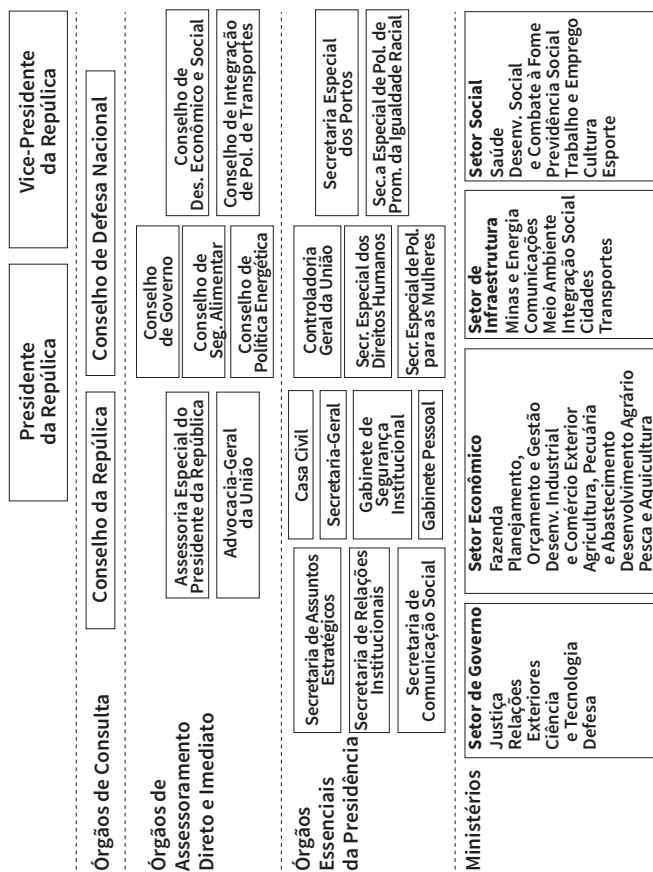 Presidente
da Repúlica
Vice-Presidente
da Repúlica
Órgãos de Consulta
Conselho da Repúlica
Conselho de Defesa Nacional
Órgãos de
Assessoramento
Direto e Imediato
Assessoria Especial do
Presidente da República
Advocacia-Geral
da União
Conselho
de Governo
Conselho de
Seg. Alimentar
Conselho de
Política Energética
Conselho de
Des. Econômico e Social
Conselho de Integração
de Pol. de Transportes
Órgãos
Essenciais
da Presidência
Secretaria de Assuntos
Estratégicos
Secretaria de Relações
Institucionais
Secretaria de
Comunicação Social
Casa Civil
Secretaria-Geral
Gabinete de
Segurança
Institucional
Gabinete Pessoal
Controladoria
Geral da União
Secr. Especial dos
Direitos Humanos
Secr. Especial de Pol.
para as Mulheres
Secretaria Especial
dos Portos
Sec.a Especial de Pol. de
Prom. da Igualdade Racial
Ministérios
Setor de Governo
Justiça
Relações
Exteriores
Ciência
e Tecnologia
Defesa
Setor Econômico
Fazenda
Planejamento,
Orçamento e Gestão
Desenv. Industrial
e Comércio Exterior
Agricultura, Pecuária
e Abastecimento
Desenvolvimento Agrário
Pesca e Aquicultura
Setor de
Infraestrutura
Minas e Energia
Comunicações
Meio Ambiente
Integração Social
Cidades
Transportes
Setor Social
Saúde
Desenv. Social
e Combate à Fome
Previdência Social
Trabalho e Emprego
Cultura
Esporte